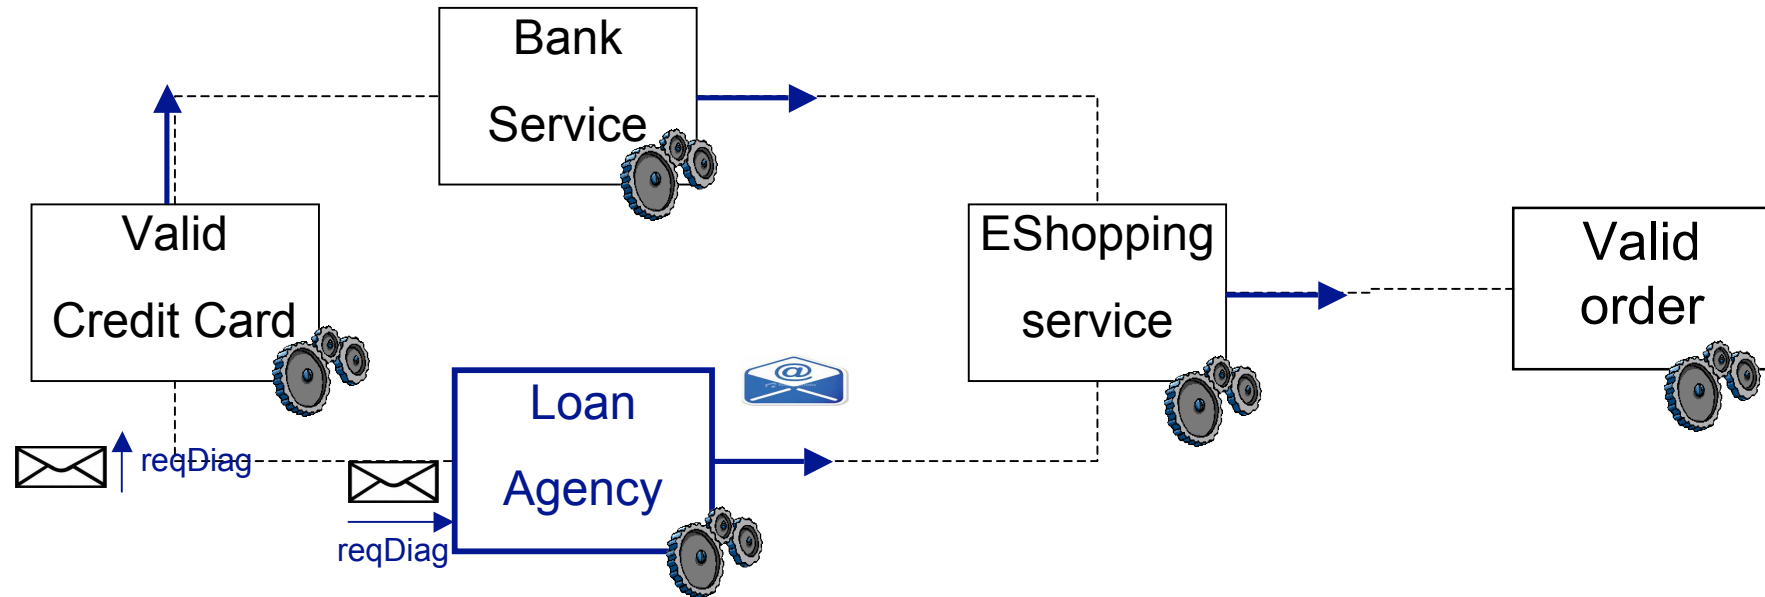 Bank
Service
Valid
Credit Card
EShopping
service
Valid
order
Loan
Agency
@
reqDiag
reqDiag